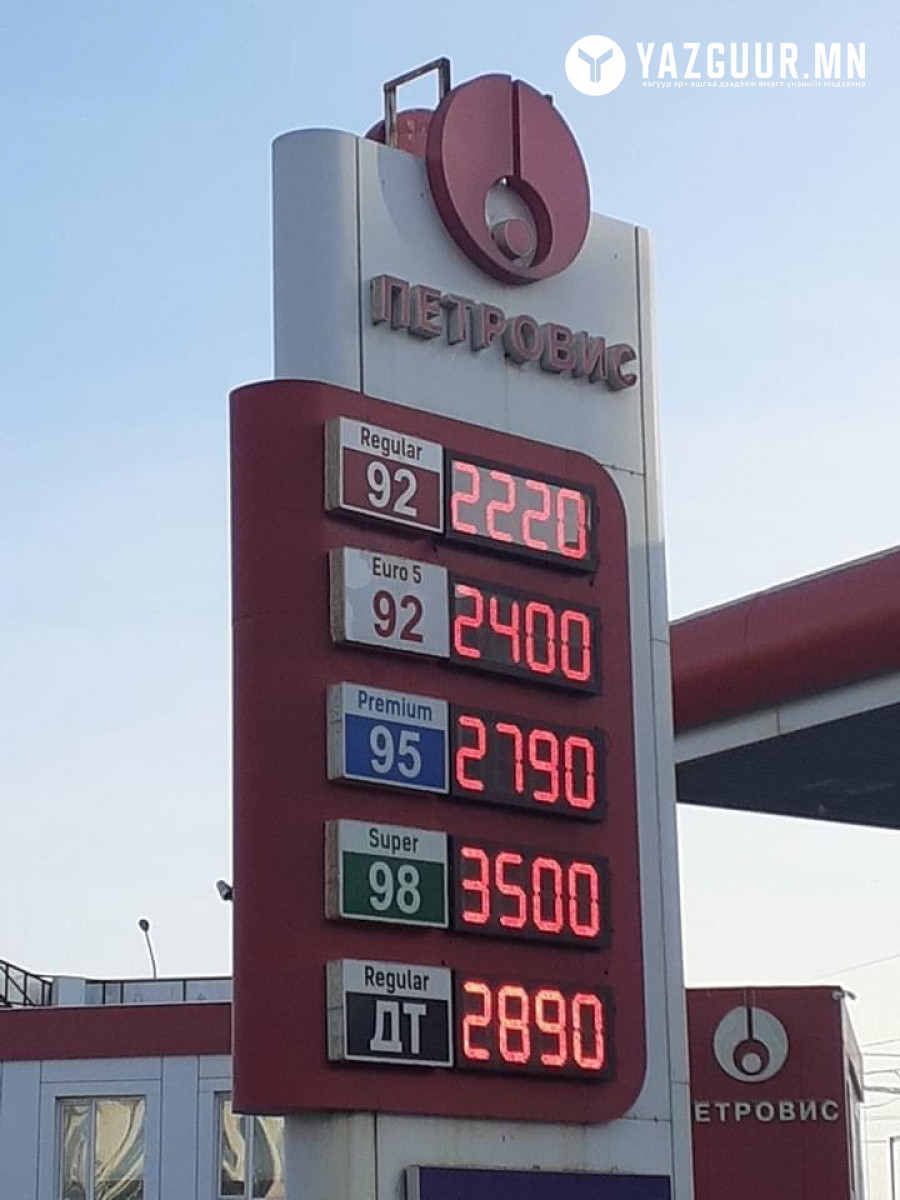 YAZGUUR.MN
ПЕТРОВИС
Regular
92
2220
Euro 5
92
2400
Premium
95
2790
Super
98
3500
Regular
ДТ
2890
ЕТРОВИС